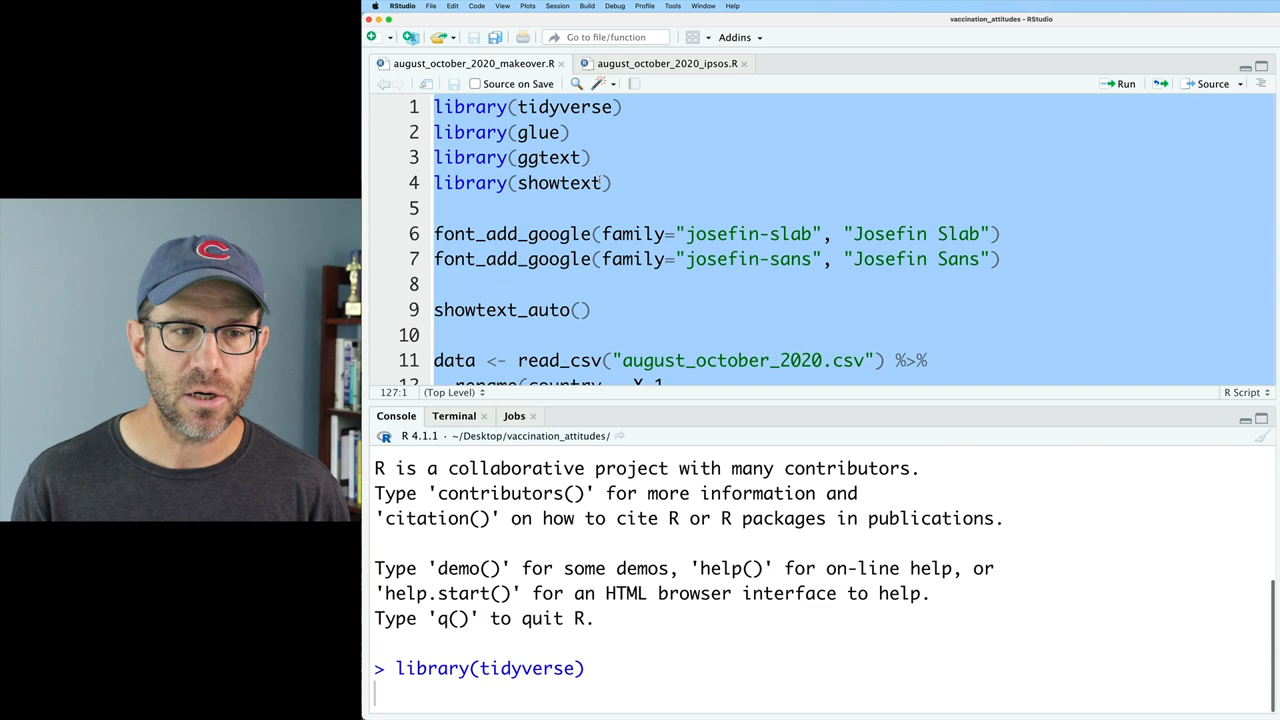 RStudio File Edit Code View Plots Session Build Debug Profile Tools Window Help
vaccination_attitudes - RStudio
Go to file/function Addins
august_october_2020_makeover.R august_october_2020_ipsos.R
Source on Save Run Source
1 library(tidyverse)
2 library(glue)
3 library(ggtext)
4 library(showtext)
5
6 font_add_google(family="josefin-slab", "Josefin Slab")
7 font_add_google(family="josefin-sans", "Josefin Sans")
8
9 showtext_auto()
10
11 data <- read_csv("august_october_2020.csv") %>%
12 rename(country X.1
127:1 (Top Level) R Script
Console Terminal Jobs
R 4.1.1 · ~/Desktop/vaccination_attitudes/
R is a collaborative project with many contributors.
Type 'contributors()' for more information and
'citation()' on how to cite R or R packages in publications.
Type 'demo()' for some demos, 'help()' for on-line help, or
'help.start()' for an HTML browser interface to help.
Type 'q()' to quit R.
> library(tidyverse)
C